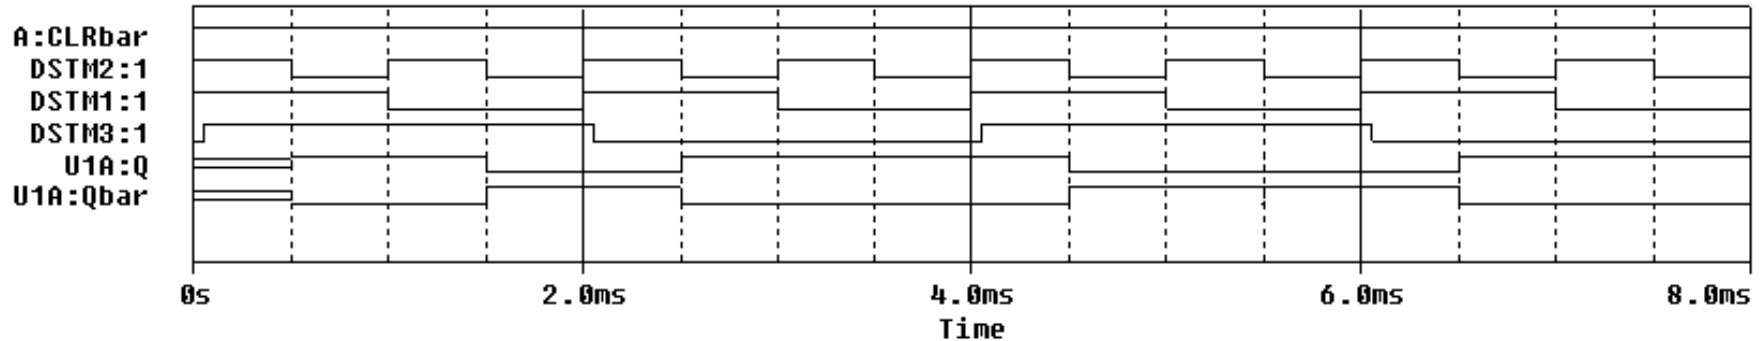 A:CLRbar
DSTM2:1
DSTM1:1
DSTM3:1
U1A:Q
U1A:Qbar
0s 2.0ms 4.0ms 6.0ms 8.0ms
Time